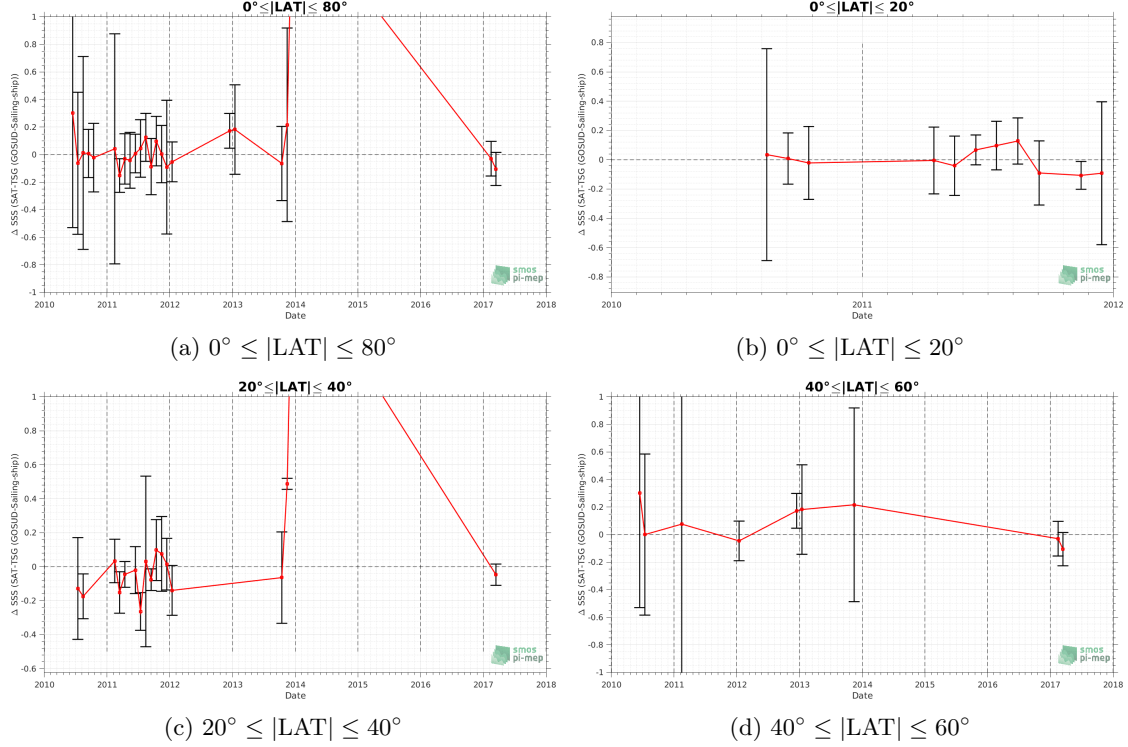 0°≤|LAT|≤ 80°
Δ SSS (SAT-TSG (GOSUD-Sailing-ship))
1
0.8
0.6
0.4
0.2
0
-0.2
-0.4
-0.6
-0.8
-1
2010
2011
2012
2013
2014
2015
2016
2017
2018
Date
smos
pi-mep
(a) 0° ≤ |LAT| ≤ 80°
0°≤|LAT|≤ 20°
Δ SSS (SAT-TSG (GOSUD-Sailing-ship))
0.8
0.6
0.4
0.2
0
-0.2
-0.4
-0.6
-0.8
2010
2011
2012
Date
smos
pi-mep
(b) 0° ≤ |LAT| ≤ 20°
20°≤|LAT|≤ 40°
Δ SSS (SAT-TSG (GOSUD-Sailing-ship))
1
0.8
0.6
0.4
0.2
0
-0.2
-0.4
-0.6
2010
2011
2012
2013
2014
2015
2016
2017
2018
Date
smos
pi-mep
(c) 20° ≤ |LAT| ≤ 40°
40°≤|LAT|≤ 60°
Δ SSS (SAT-TSG (GOSUD-Sailing-ship))
1
0.8
0.6
0.4
0.2
0
-0.2
-0.4
-0.6
-0.8
-1
2010
2011
2012
2013
2014
2015
2016
2017
2018
Date
smos
pi-mep
(d) 40° ≤ |LAT| ≤ 60°